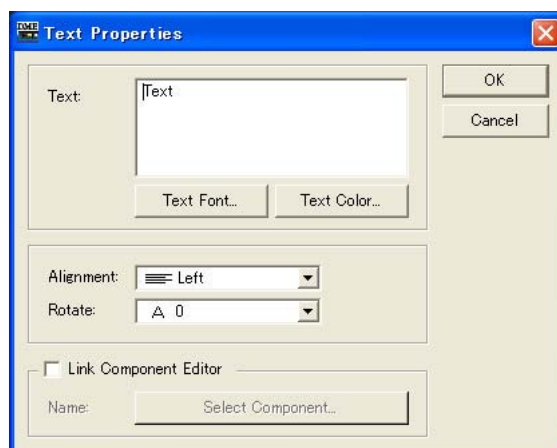 DME Text Properties
Text: Text
OK
Cancel
Text Font... Text Color...
Alignment: Left
Rotate: A 0
Link Component Editor
Name: Select Component...